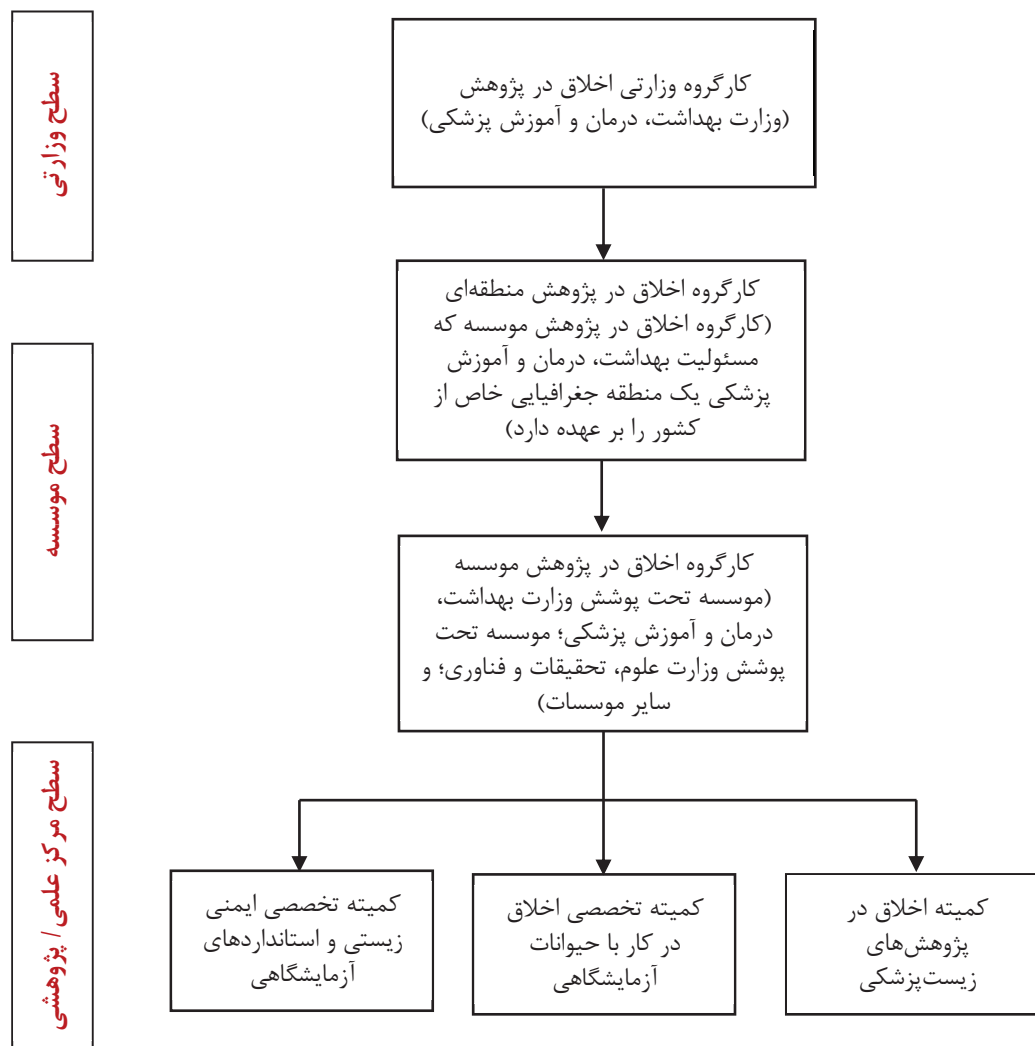 سطح وزارتی
کارگروه وزارتی اخلاق در پژوهش
(وزارت بهداشت، درمان و آموزش پزشکی)
سطح موسسه
کارگروه اخلاق در پژوهش منطقه‌ای
(کارگروه اخلاق در پژوهش موسسه که
مسئولیت بهداشت، درمان و آموزش
پزشکی یک منطقه جغرافیایی خاص از
کشور را بر عهده دارد)
کارگروه اخلاق در پژوهش موسسه
(موسسه تحت پوشش وزارت بهداشت،
درمان و آموزش پزشکی؛ موسسه تحت
پوشش وزارت علوم، تحقیقات و فناوری؛ و
سایر موسسات)
سطح مرکز علمی / پژوهشی
کمیته اخلاق در
پژوهش‌های
زیست‌پزشکی
کمیته تخصصی اخلاق
در کار با حیوانات
آزمایشگاهی
کمیته تخصصی ایمنی
زیستی و استانداردهای
آزمایشگاهی